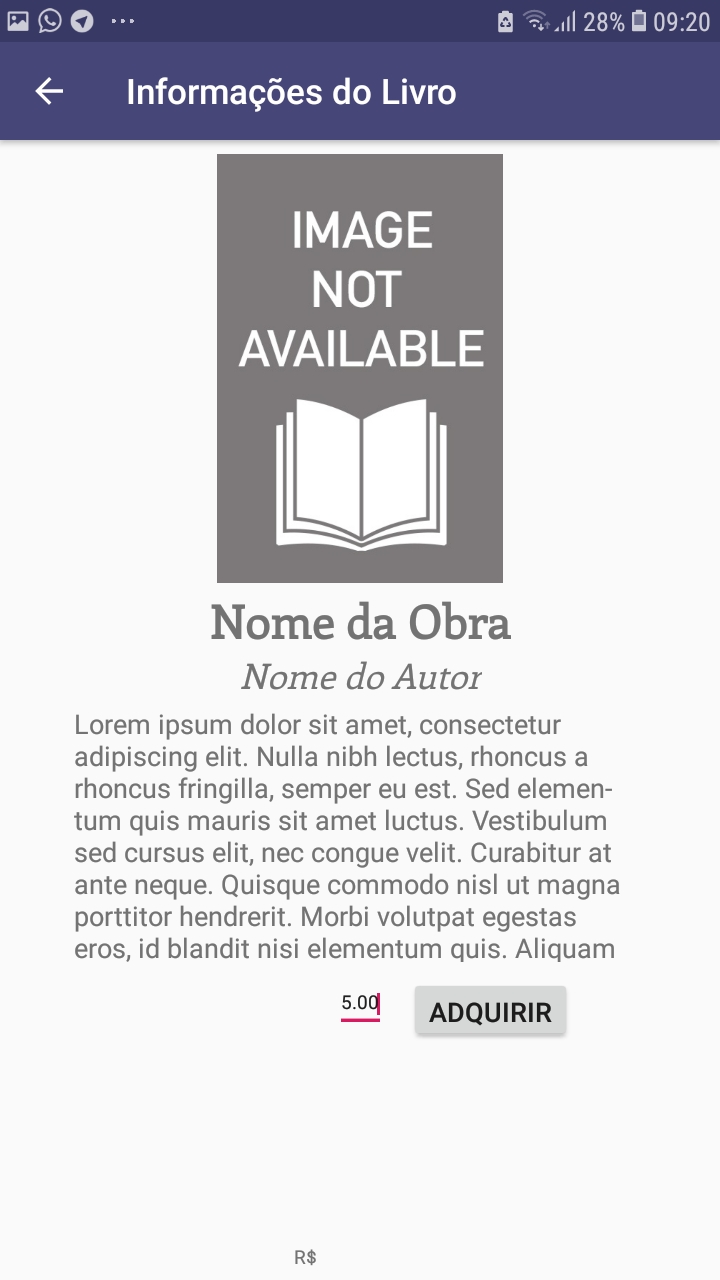 28% 09:20
Informações do Livro
IMAGE
NOT
AVAILABLE
Nome da Obra
Nome do Autor
Lorem ipsum dolor sit amet, consectetur
adipiscing elit. Nulla nibh lectus, rhoncus a
rhoncus fringilla, semper eu est. Sed elemen-
tum quis mauris sit amet luctus. Vestibulum
sed cursus elit, nec congue velit. Curabitur at
ante neque. Quisque commodo nisl ut magna
porttitor hendrerit. Morbi volutpat egestas
eros, id blandit nisi elementum quis. Aliquam
5.00 ADQUIRIR
R$